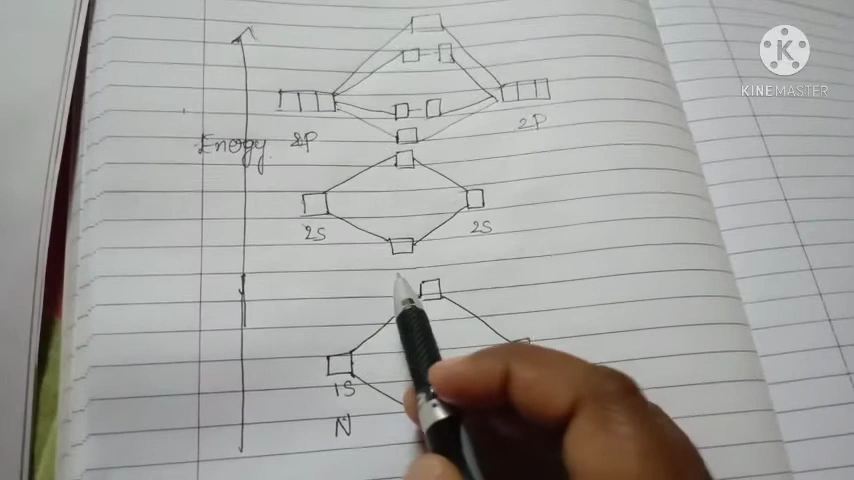 K
KINEMASTER
Energy
2P
2P
2S
2S
1S
N